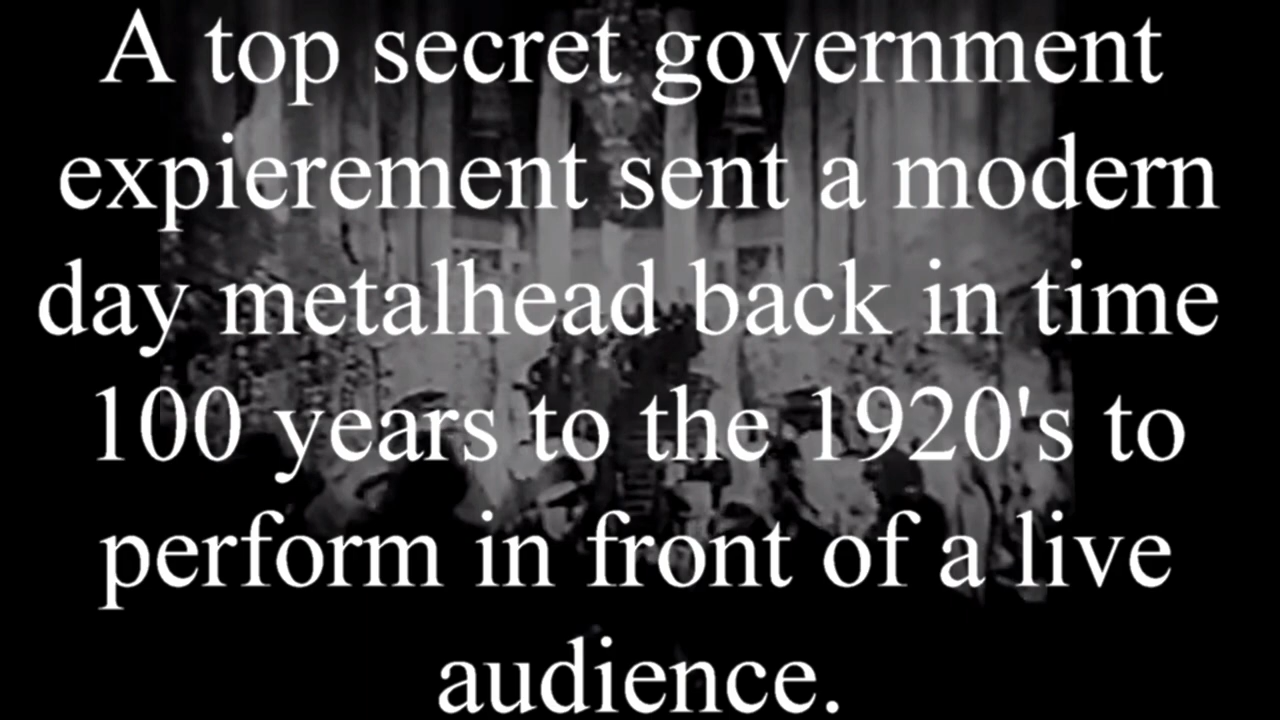 A top secret government
expierement sent a modern
day metalhead back in time
100 years to the 1920's to
perform in front of a live
audience.